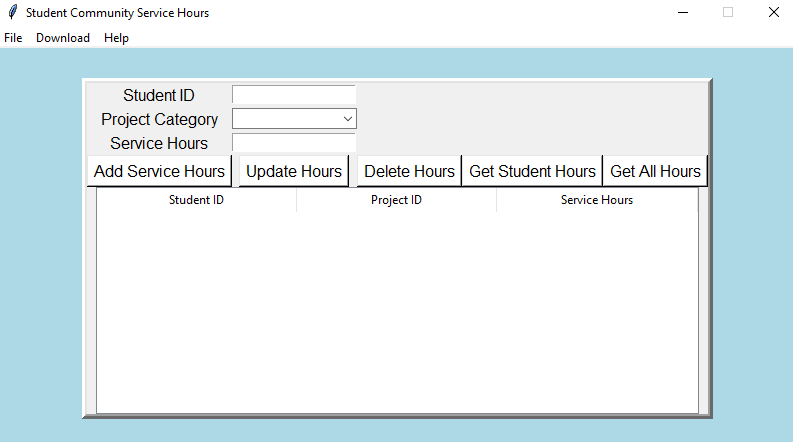 Student Community Service Hours
File Download Help
Student ID
Project Category
Service Hours
Add Service Hours Update Hours Delete Hours Get Student Hours Get All Hours
Student ID Project ID Service Hours